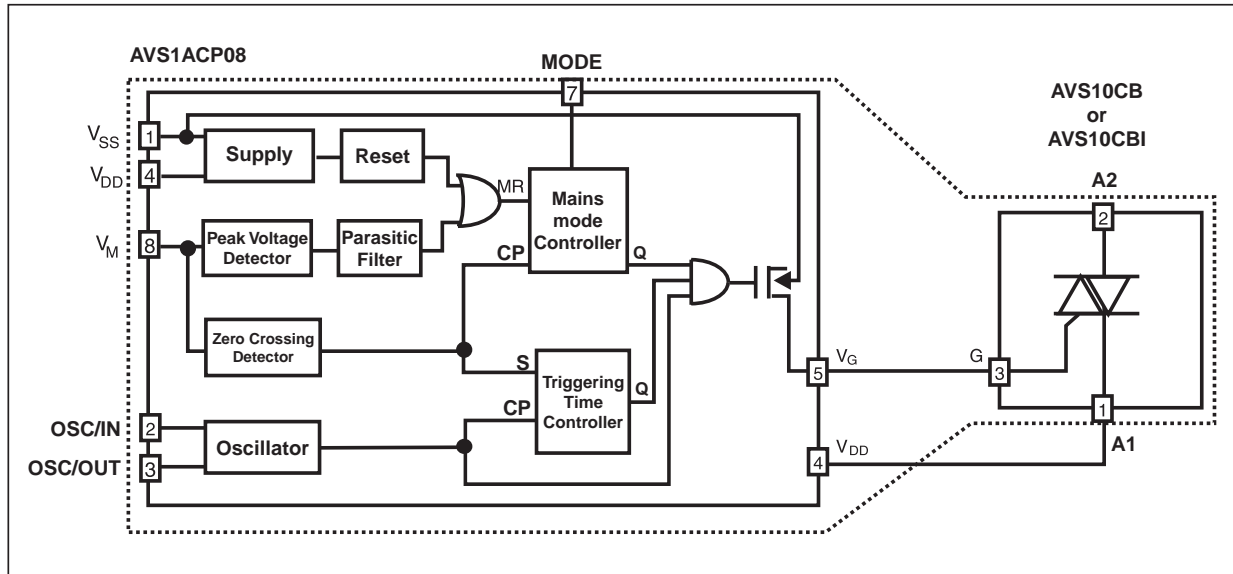 AVS1ACP08
MODE
7
AVS10CB
or
AVS10CBI
VSS
1
Supply
Reset
VDD
4
MR
Mains
mode
Controller
A2
2
VM
8
Peak Voltage
Detector
Parasitic
Filter
CP
Q
Zero Crossing
Detector
S
Triggering
Time
Controller
Q
CP
5
VG
G
3
1
A1
OSC/IN
2
Oscillator
OSC/OUT
3
4
VDD